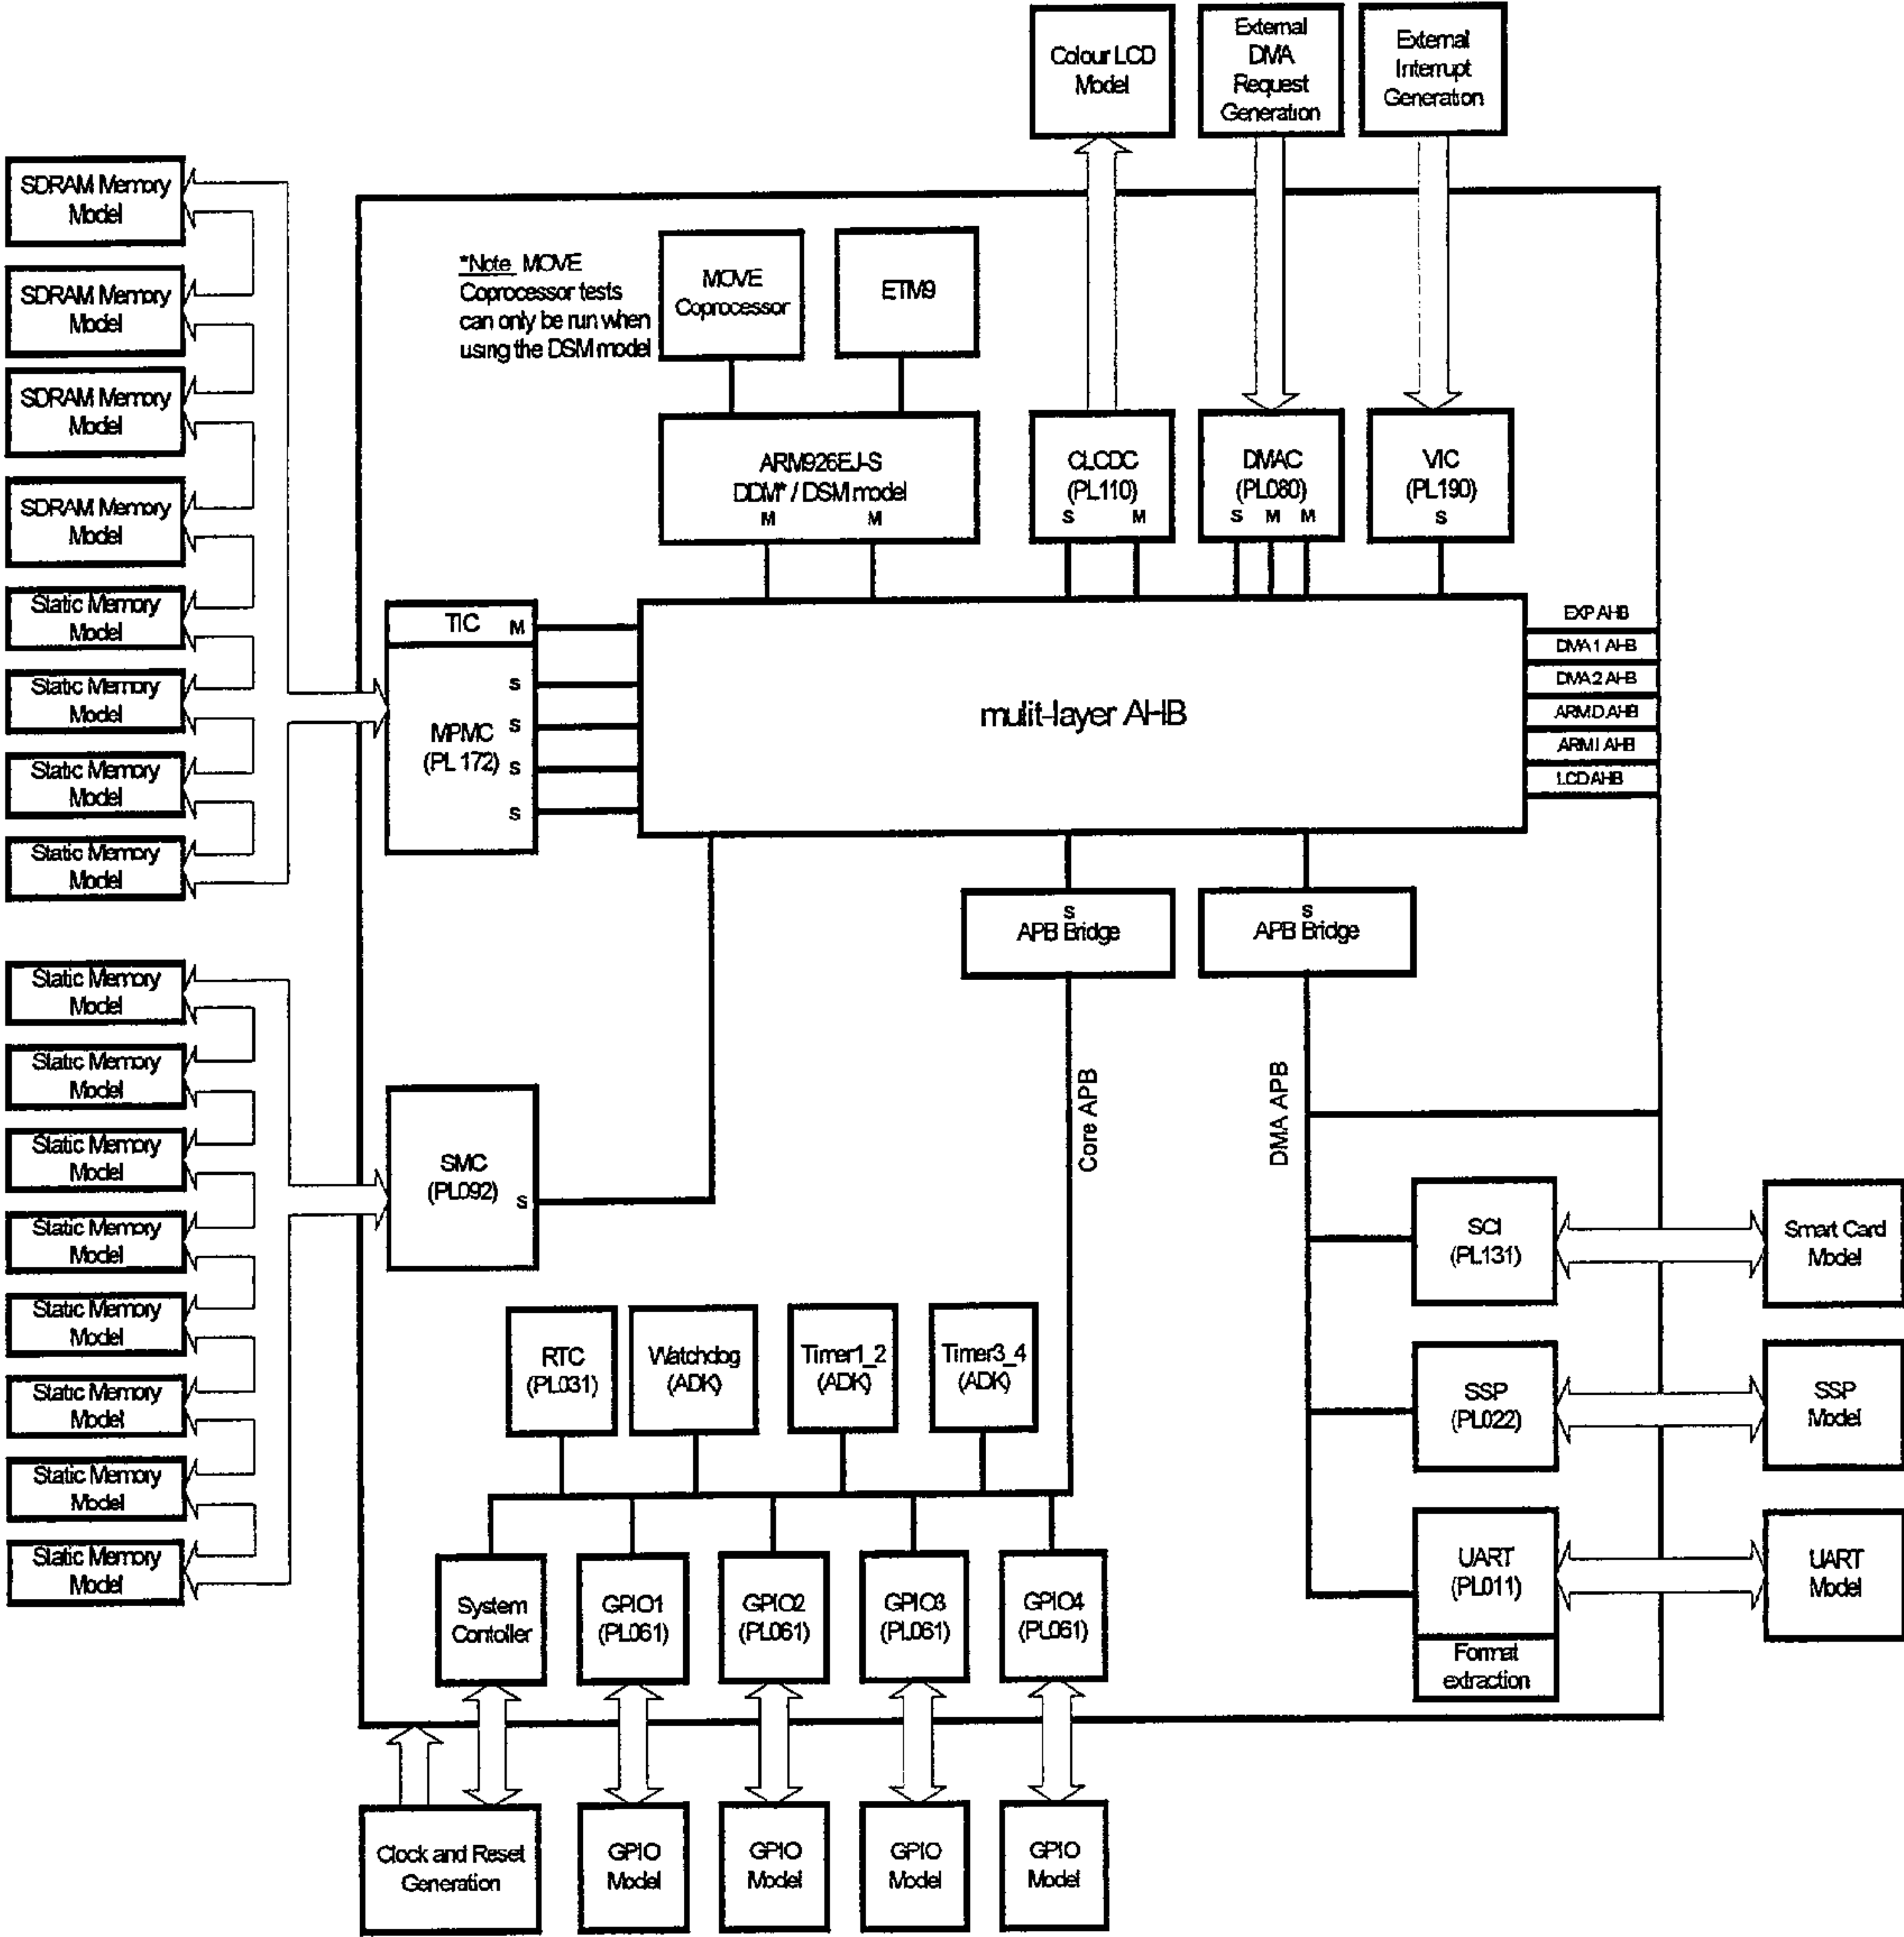 Colour LCD
Model
External
DMA
Request
Generation
External
Interrupt
Generation
SDRAM Memory
Model
SDRAM Memory
Model
SDRAM Memory
Model
SDRAM Memory
Model
Static Memory
Model
Static Memory
Model
Static Memory
Model
Static Memory
Model
*Note MOVE
Coprocessor tests
can only be run when
using the DSM model
MOVE
Coprocessor
ETM9
ARM926EJ-S
DDM* / DSM model
M M
CLCDC
(PL110)
S M
DMAC
(PL080)
S M M
VIC
(PL190)
S
TIC M
S
MPMC S
(PL172) S
S
mulit-layer AHB
EXP AHB
DMA 1 AHB
DMA 2 AHB
ARM D AHB
ARM I AHB
LCD AHB
S
APB Bridge
S
APB Bridge
Core APB
DMA APB
Static Memory
Model
Static Memory
Model
Static Memory
Model
Static Memory
Model
Static Memory
Model
Static Memory
Model
Static Memory
Model
Static Memory
Model
SMC
(PL092) S
SCI
(PL131)
Smart Card
Model
SSP
(PL022)
SSP
Model
UART
(PL011)
Format
extraction
UART
Model
RTC
(PL031)
Watchdog
(ADK)
Timer1_2
(ADK)
Timer3_4
(ADK)
System
Contoller
GPIO1
(PL061)
GPIO2
(PL061)
GPIO3
(PL061)
GPIO4
(PL061)
Clock and Reset
Generation
GPIO
Model
GPIO
Model
GPIO
Model
GPIO
Model